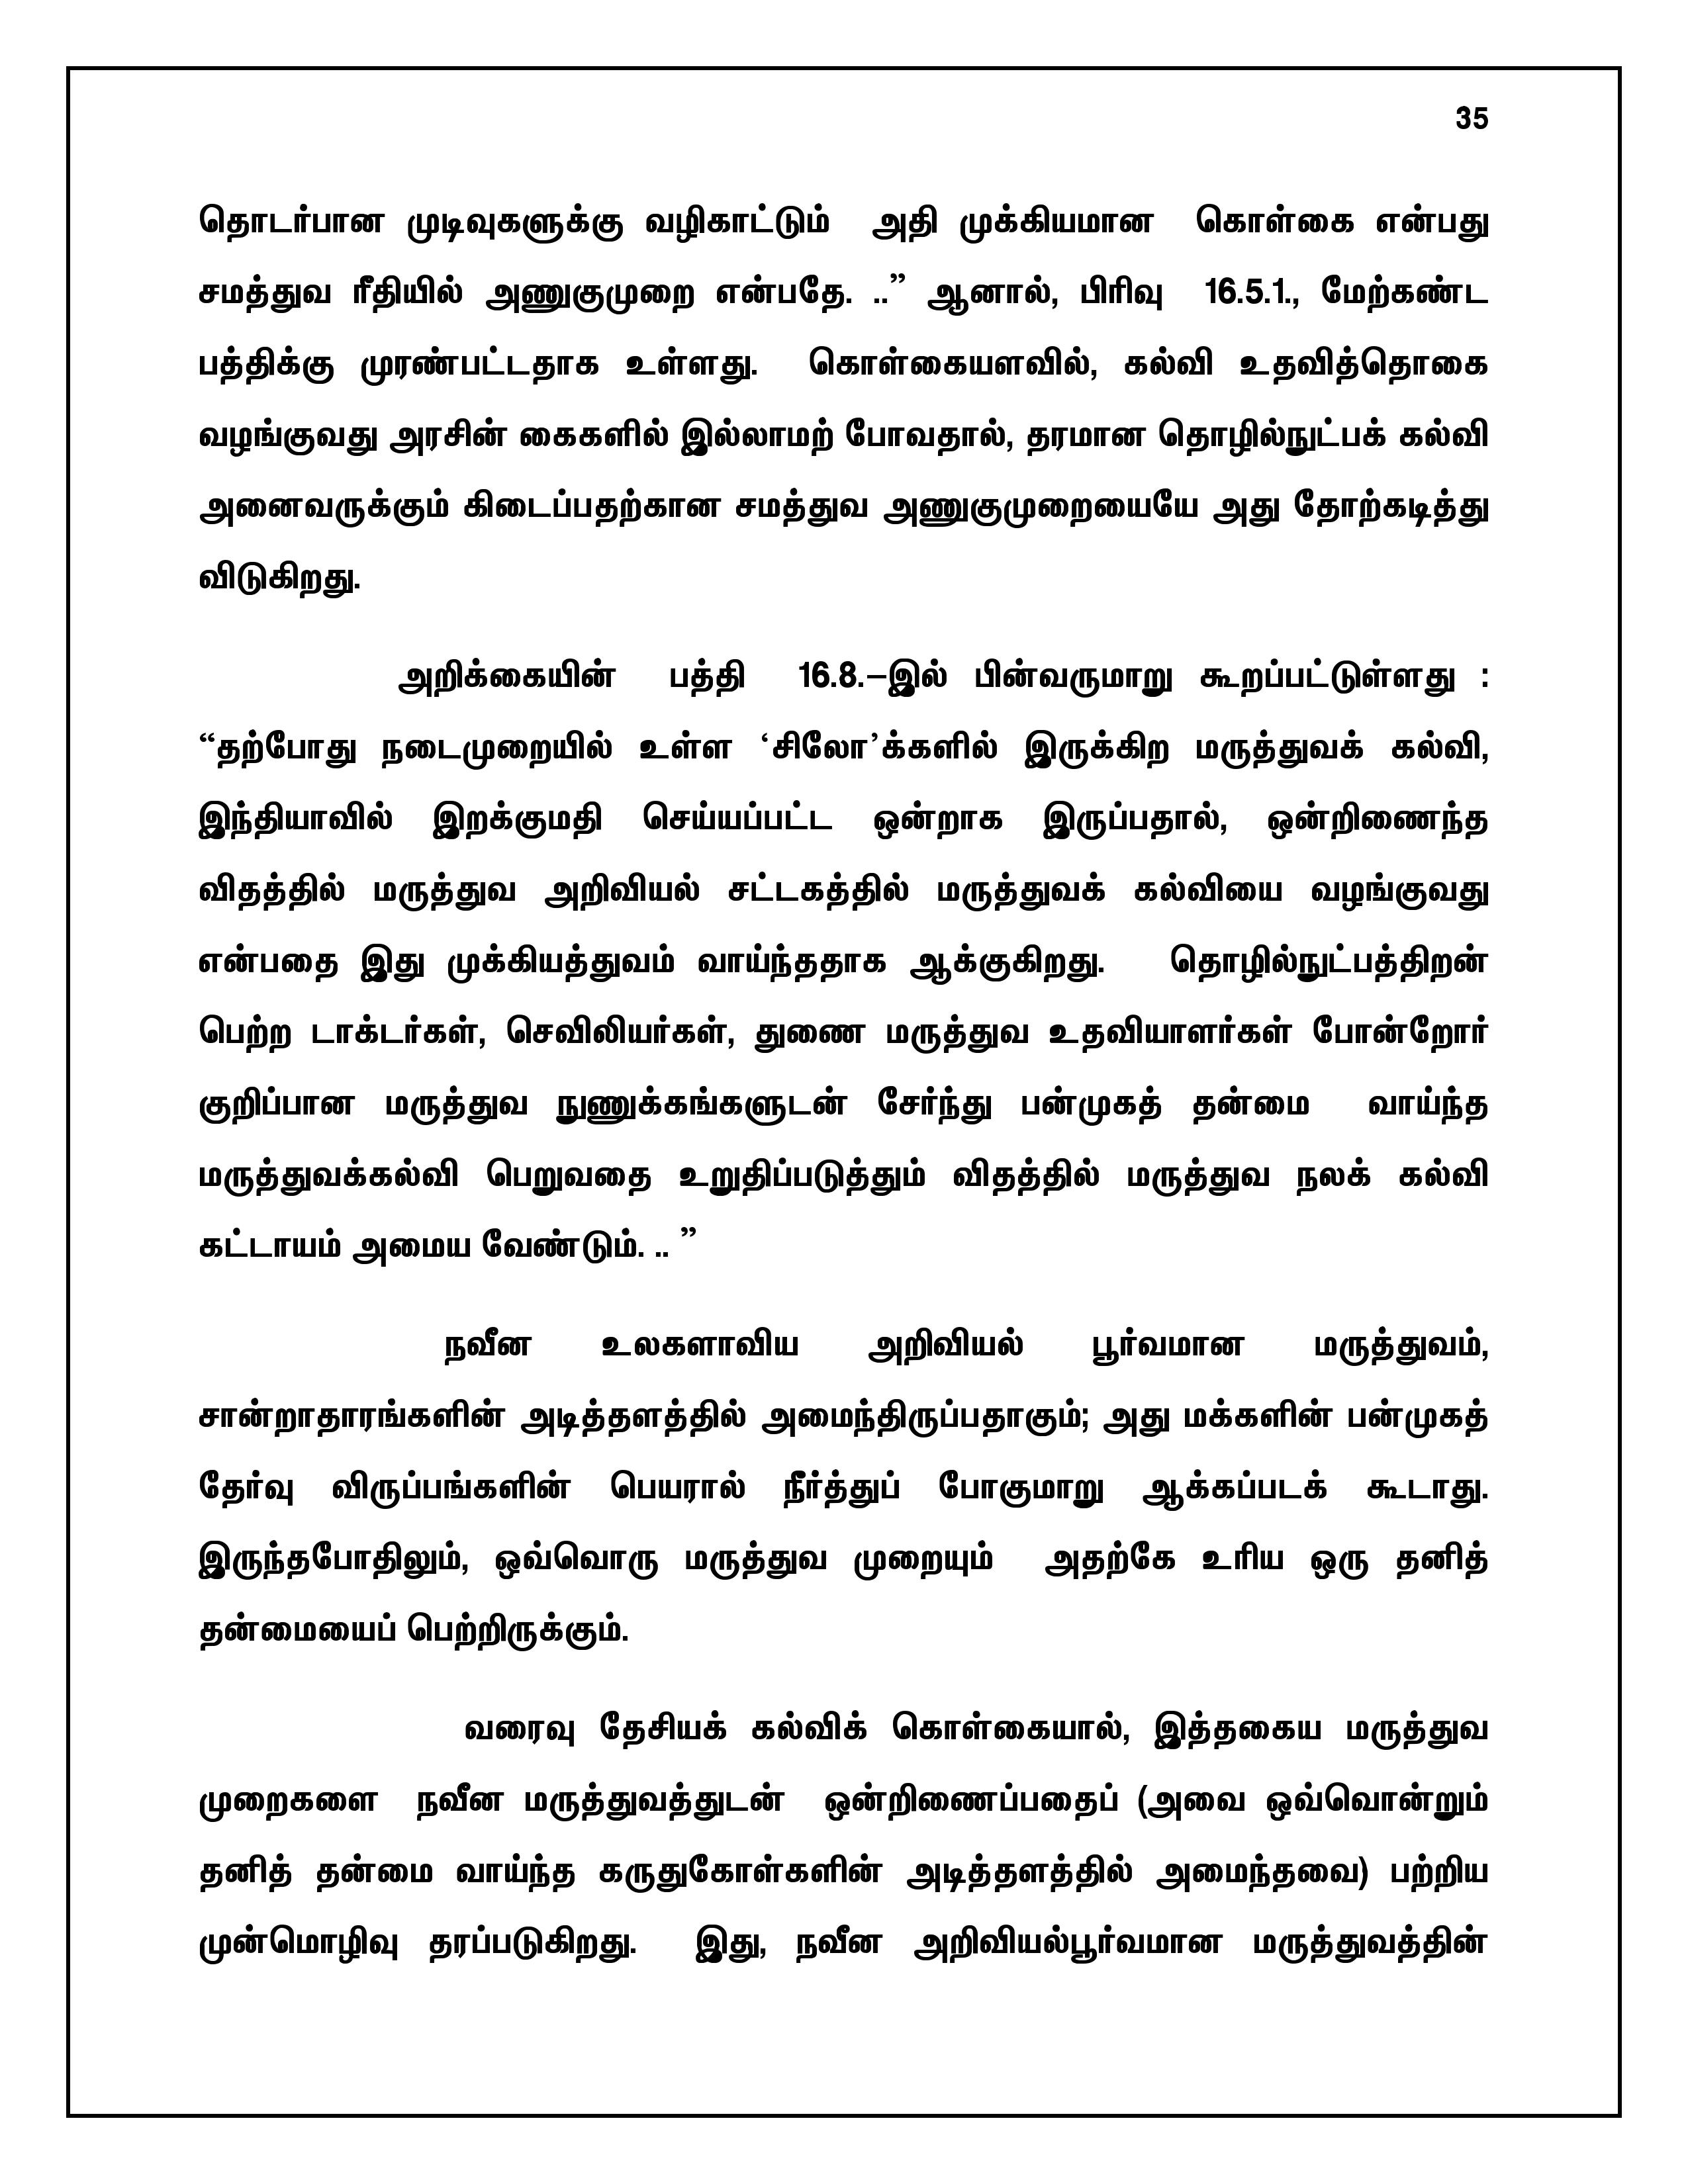 35
தொடர்பான முடிவுகளுக்கு வழிகாட்டும் அதி முக்கியமான கொள்கை என்பது
சமத்துவ ரீதியில் அணுகுமுறை என்பதே. ..” ஆனால், பிரிவு 16.5.1., மேற்கண்ட
பத்திக்கு முரண்பட்டதாக உள்ளது. கொள்கையளவில், கல்வி உதவித்தொகை
வழங்குவது அரசின் கைகளில் இல்லாமற் போவதால், தரமான தொழில்நுட்பக் கல்வி
அனைவருக்கும் கிடைப்பதற்கான சமத்துவ அணுகுமுறையையே அது தோற்கடித்து
விடுகிறது.
அறிக்கையின் பத்தி 16.8.–இல் பின்வருமாறு கூறப்பட்டுள்ளது :
“தற்போது நடைமுறையில் உள்ள ‘சிலோ’க்களில் இருக்கிற மருத்துவக் கல்வி,
இந்தியாவில் இறக்குமதி செய்யப்பட்ட ஒன்றாக இருப்பதால், ஒன்றிணைந்த
விதத்தில் மருத்துவ அறிவியல் சட்டகத்தில் மருத்துவக் கல்வியை வழங்குவது
என்பதை இது முக்கியத்துவம் வாய்ந்ததாக ஆக்குகிறது. தொழில்நுட்பத்திறன்
பெற்ற டாக்டர்கள், செவிலியர்கள், துணை மருத்துவ உதவியாளர்கள் போன்றோர்
குறிப்பான மருத்துவ நுணுக்கங்களுடன் சேர்ந்து பன்முகத் தன்மை வாய்ந்த
மருத்துவக்கல்வி பெறுவதை உறுதிப்படுத்தும் விதத்தில் மருத்துவ நலக் கல்வி
கட்டாயம் அமைய வேண்டும். .. ”
நவீன உலகளாவிய அறிவியல் பூர்வமான மருத்துவம்,
சான்றாதாரங்களின் அடித்தளத்தில் அமைந்திருப்பதாகும்; அது மக்களின் பன்முகத்
தேர்வு விருப்பங்களின் பெயரால் நீர்த்துப் போகுமாறு ஆக்கப்படக் கூடாது.
இருந்தபோதிலும், ஒவ்வொரு மருத்துவ முறையும் அதற்கே உரிய ஒரு தனித்
தன்மையைப் பெற்றிருக்கும்.
வரைவு தேசியக் கல்விக் கொள்கையால், இத்தகைய மருத்துவ
முறைகளை நவீன மருத்துவத்துடன் ஒன்றிணைப்பதைப் (அவை ஒவ்வொன்றும்
தனித் தன்மை வாய்ந்த கருதுகோள்களின் அடித்தளத்தில் அமைந்தவை) பற்றிய
முன்மொழிவு தரப்படுகிறது. இது, நவீன அறிவியல்பூர்வமான மருத்துவத்தின்